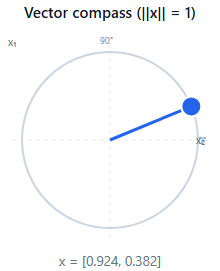 Vector compass (||x|| = 1)
x₁
90°
x = [0.924, 0.382]